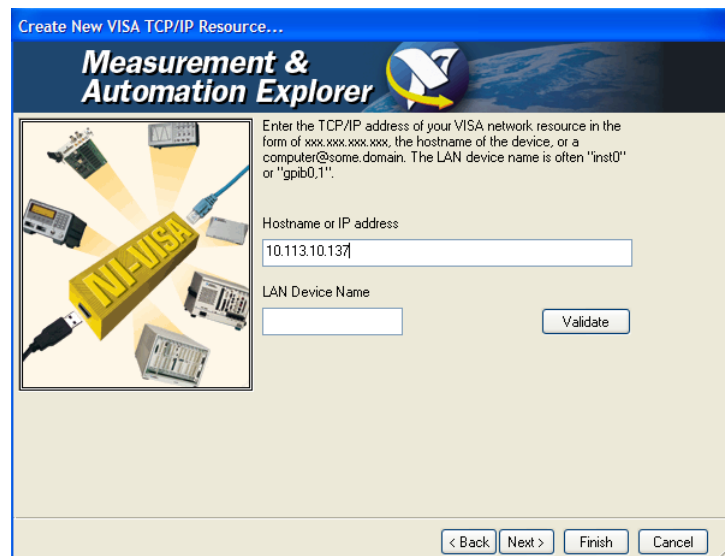 Create New VISA TCP/IP Resource...
Measurement &
Automation Explorer
Enter the TCP/IP address of your VISA network resource in the
form of xxx.xxx.xxx.xxx, the hostname of the device, or a
computer@some.domain. The LAN device name is often "inst0"
or "gpib0,1".
Hostname or IP address
10.113.10.137
LAN Device Name
Validate
NI-VISA
< Back Next > Finish Cancel